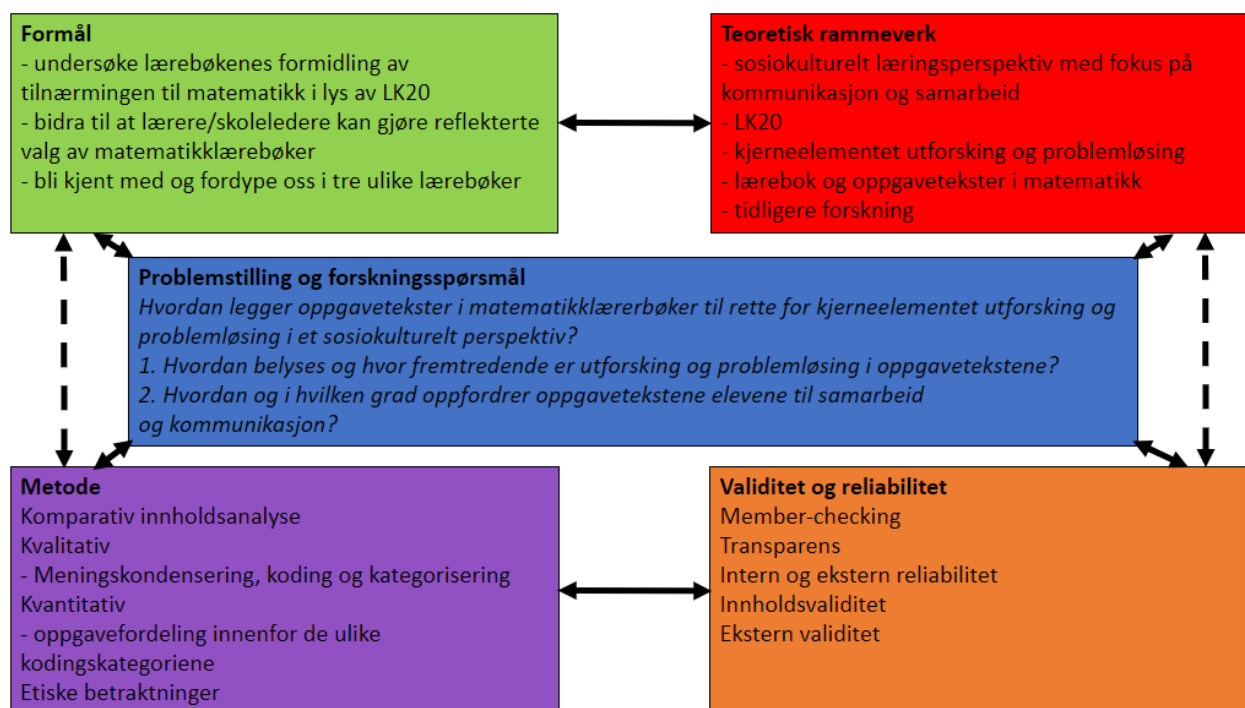 Formål
- undersøke lærebøkenes formidling av
tilnærmingen til matematikk i lys av LK20
- bidra til at lærere/skoleledere kan gjøre reflekterte
valg av matematikklærebøker
- bli kjent med og fordype oss i tre ulike lærebøker
Teoretisk rammeverk
- sosiokulturelt læringsperspektiv med fokus på
kommunikasjon og samarbeid
- LK20
- kjerneelementet utforsking og problemløsing
- lærebok og oppgavetekster i matematikk
- tidligere forskning
Problemstilling og forskningsspørsmål
Hvordan legger oppgavetekster i matematikklærerbøker til rette for kjerneelementet utforsking og
problemløsing i et sosiokulturelt perspektiv?
1. Hvordan belyses og hvor fremtredende er utforsking og problemløsing i oppgavetekstene?
2. Hvordan og i hvilken grad oppfordrer oppgavetekstene elevene til samarbeid
og kommunikasjon?
Metode
Komparativ innholdsanalyse
Kvalitativ
- Meningskondensering, koding og kategorisering
Kvantitativ
- oppgavefordeling innenfor de ulike
kodingskategoriene
Etiske betraktninger
Validitet og reliabilitet
Member-checking
Transparens
Intern og ekstern reliabilitet
Innholdsvaliditet
Ekstern validitet